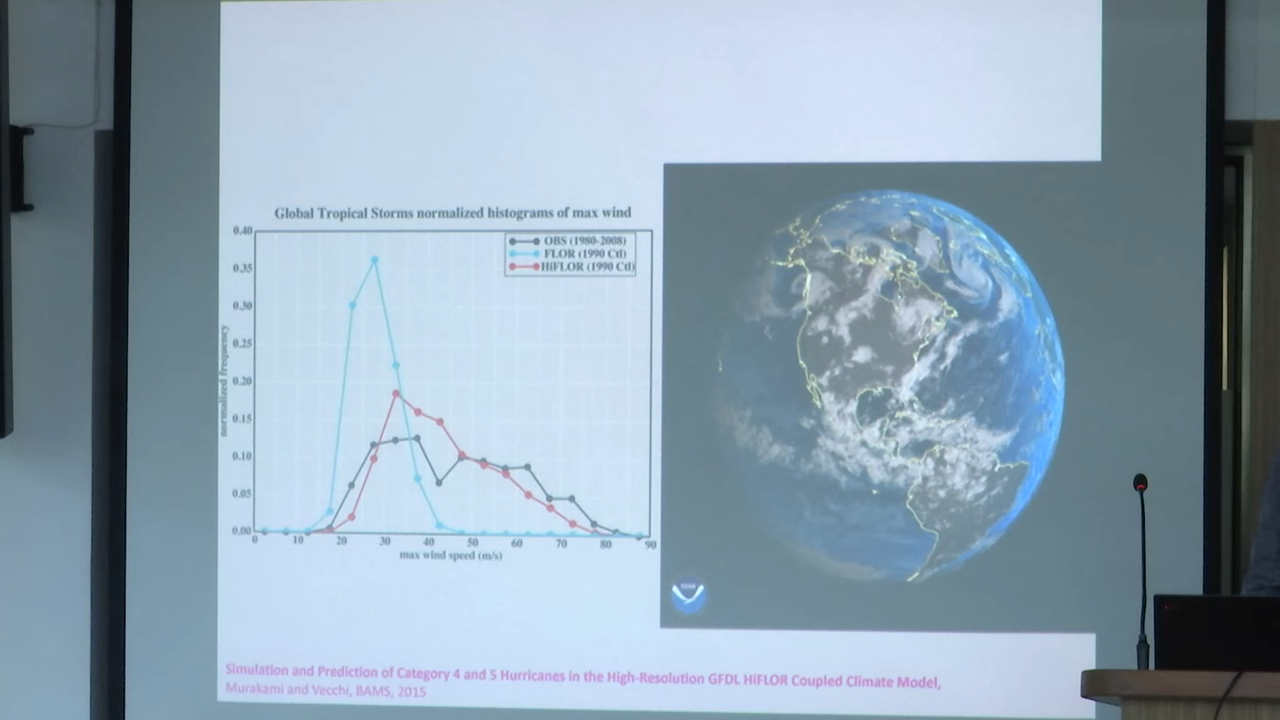 Global Tropical Storms normalized histograms of max wind
OBS (1980-2008)
FLOR (1990 Ctl)
HiFLOR (1990 Ctl)
0.40
0.35
0.30
0.25
0.20
0.15
0.10
0.05
0.00
normalized frequency
0 10 20 30 40 50 60 70 80 90
max wind speed (m/s)
NOAA
Simulation and Prediction of Category 4 and 5 Hurricanes in the High-Resolution GFDL HiFLOR Coupled Climate Model,
Murakami and Vecchi, BAMS, 2015